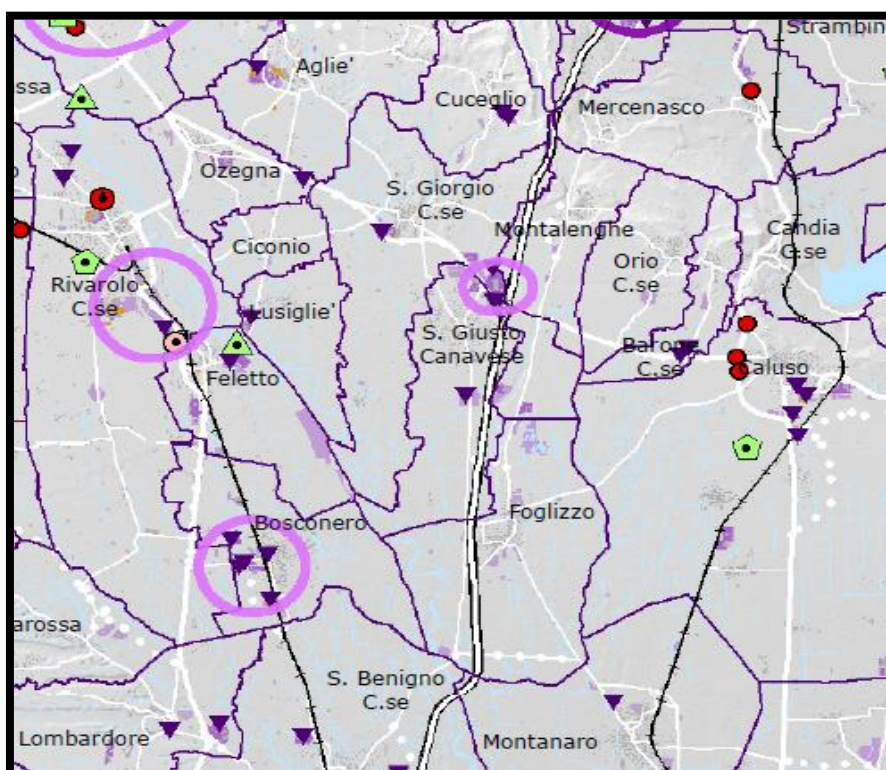 Strambin
Aglie'
assa
Cuceglio
Mercenasco
Ozegna
S. Giorgio
C.se
Ciconio
Montalenghe
Candia
C.se
Orio
C.se
Rivarolo
C.se
Lusiglie'
S. Giusto
Canavese
Barone
C.se
Caluso
Feletto
Bosconero
Foglizzo
arossa
S. Benigno
C.se
Lombardore
Montanaro